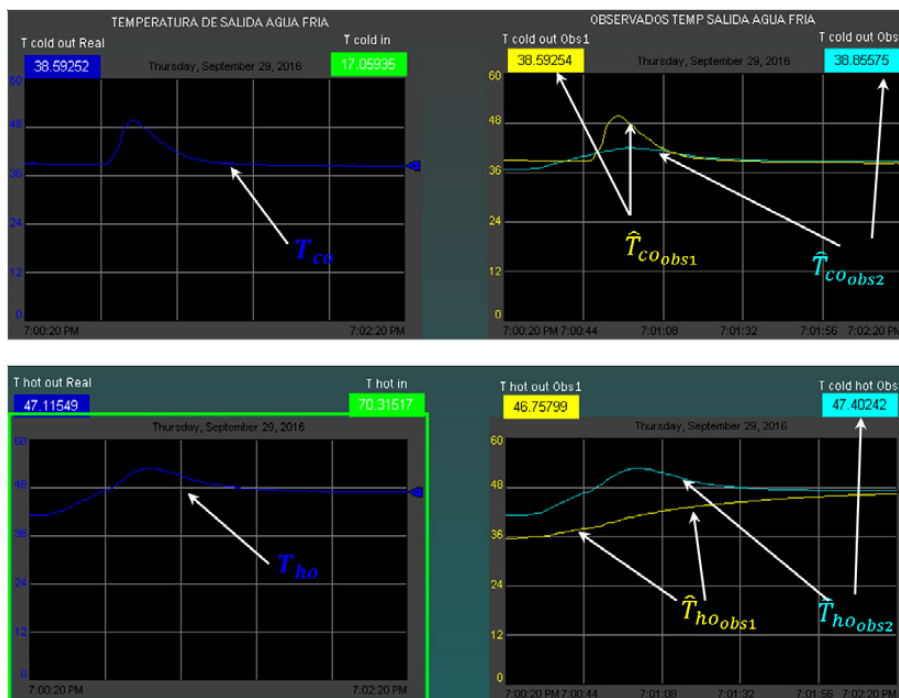 TEMPERATURA DE SALIDA AGUA FRIA
T cold out Real
T cold in
38.59252
17.05935
Thursday, September 29, 2016
60
48
36
24
12
0
T_co
7:00:20 PM
7:02:20 PM
OBSERVADOS TEMP SALIDA AGUA FRIA
T cold out Obs1
T cold out Obs
38.59254
38.85575
Thursday, September 29, 2016
60
48
36
24
12
0
T̂_co_obs1
T̂_co_obs2
7:00:20 PM 7:00:44 7:01:08 7:01:32 7:01:56 7:02:20 PM
T hot out Real
T hot in
47.11549
70.31517
Thursday, September 29, 2016
60
48
36
24
12
0
T_ho
7:00:20 PM
7:02:20 PM
T hot out Obs1
T cold hot Obs
46.75799
47.40242
Thursday, September 29, 2016
60
48
36
24
12
0
T̂_ho_obs1
T̂_ho_obs2
7:00:20 PM 7:00:44 7:01:08 7:01:32 7:01:56 7:02:20 PM